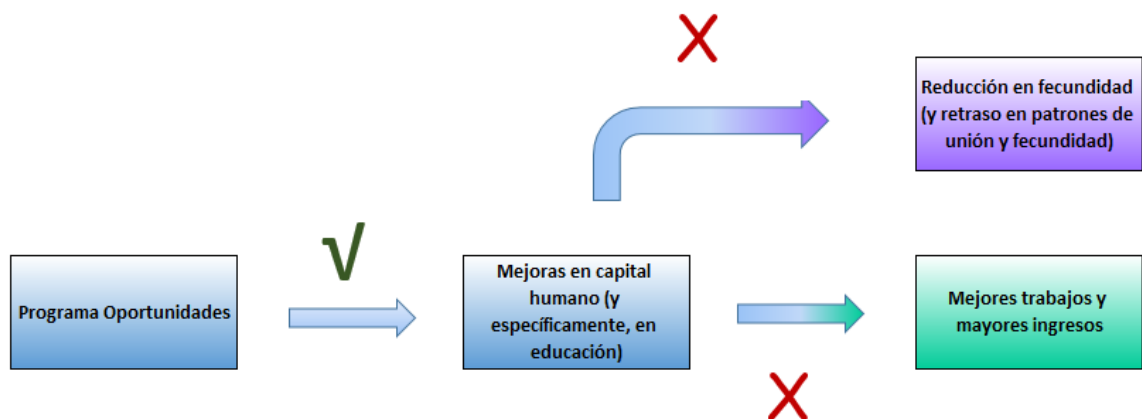 X
Reducción en fecundidad
(y retraso en patrones de
unión y fecundidad)
√
Programa Oportunidades
Mejoras en capital
humano (y
específicamente, en
educación)
Mejores trabajos y
mayores ingresos
X